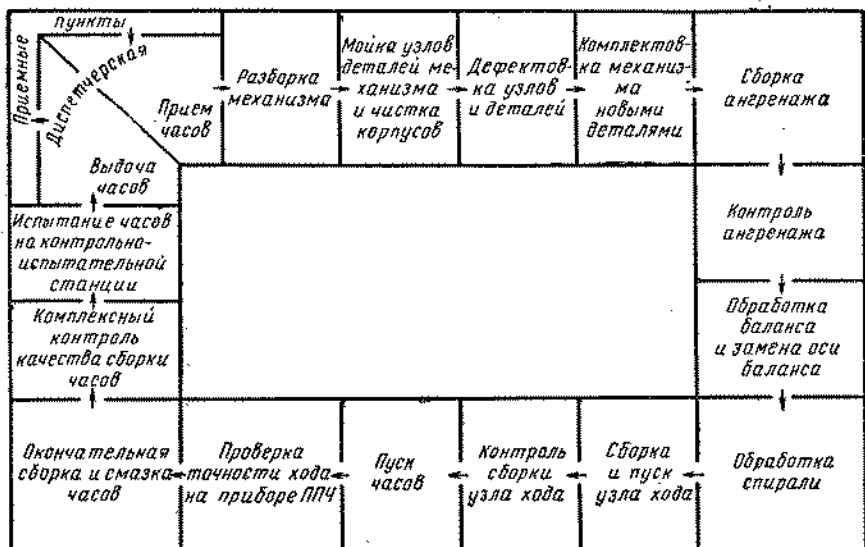 Приемные
пункты
Диспетчерская
Прием
часов
Разборка
механизма
Мойка узлов
деталей ме-
ханизма
и чистка
корпусов
Дефектов-
ка узлов
и деталей
Комплектов-
ка механиз-
ма
новыми
деталями
Сборка
ангренажа
Контроль
ангренажа
Обработка
баланса
и замена оси
баланса
Обработка
спирали
Сборка
и пуск
узла хода
Контроль
сборки
узла хода
Пуск
часов
Проверка
точности хода
на приборе ППЧ
Окончательная
сборка и смазка
часов
Комплексный
контроль
качества сборки
часов
Испытание часов
на контрольно-
испытательной
станции
Выдача
часов